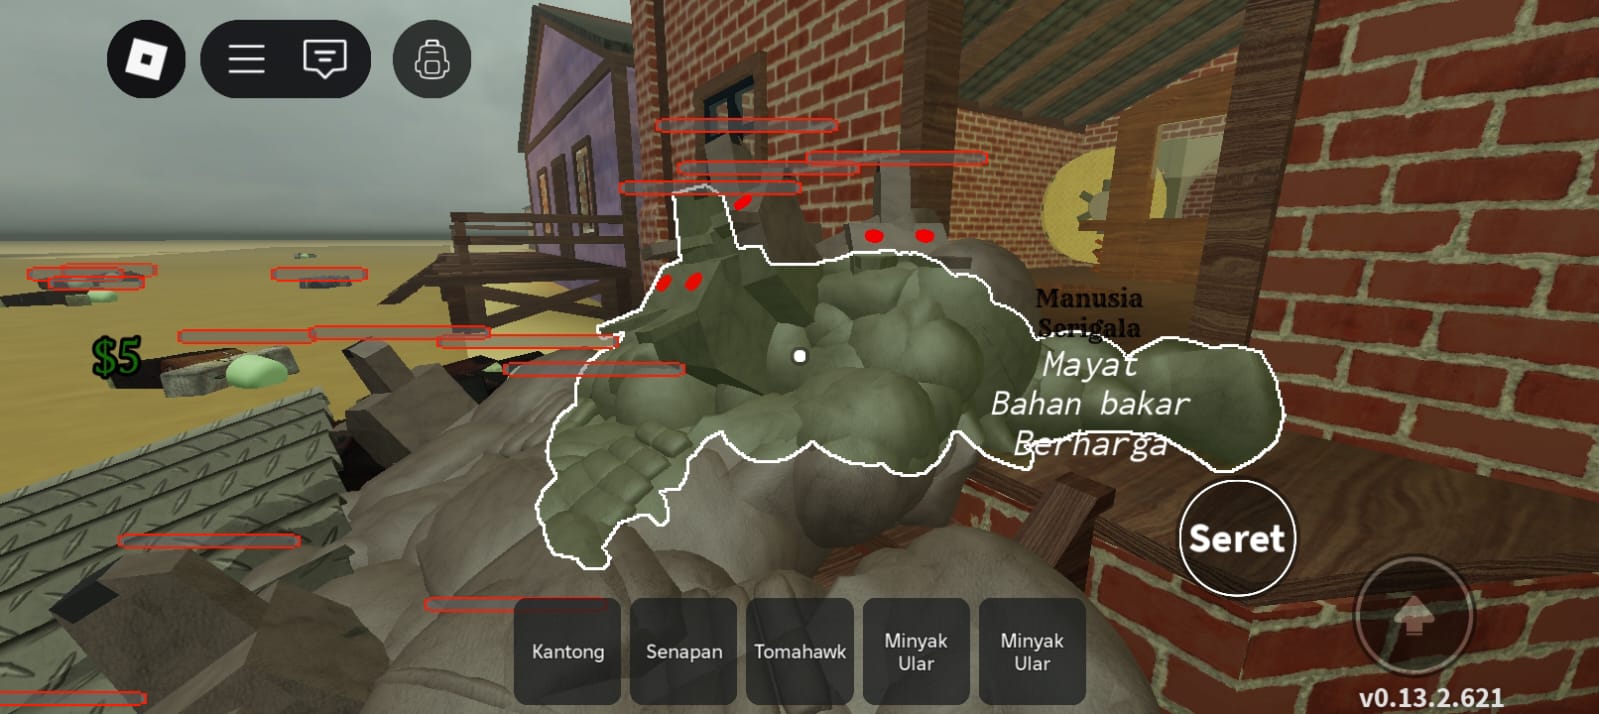 $5
Manusia
Serigala
Mayat
Bahan bakar
Berharga
Seret
Kantong
Senapan
Tomahawk
Minyak
Ular
Minyak
Ular
v0.13.2.621